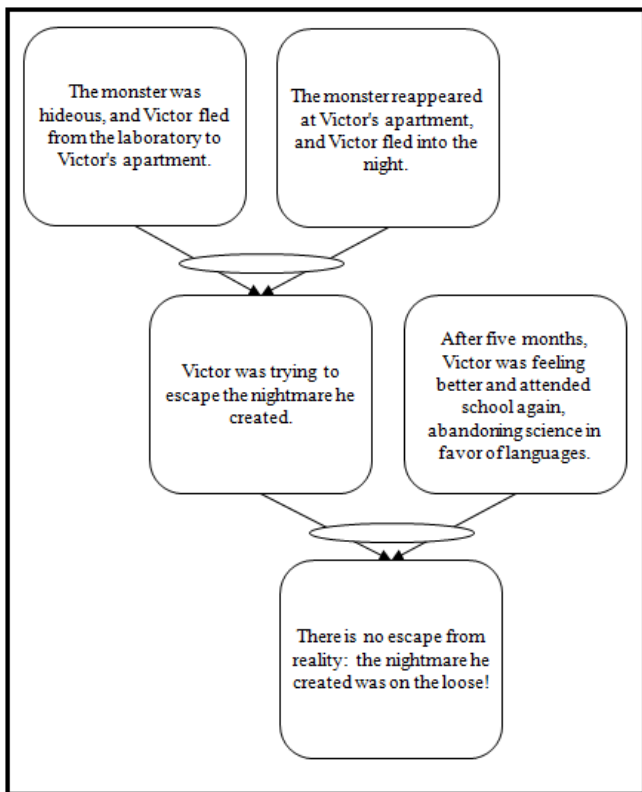 The monster was
hideous, and Victor fled
from the laboratory to
Victor's apartment.
The monster reappeared
at Victor's apartment,
and Victor fled into the
night.
Victor was trying to
escape the nightmare he
created.
After five months,
Victor was feeling
better and attended
school again,
abandoning science in
favor of languages.
There is no escape from
reality: the nightmare he
created was on the loose!